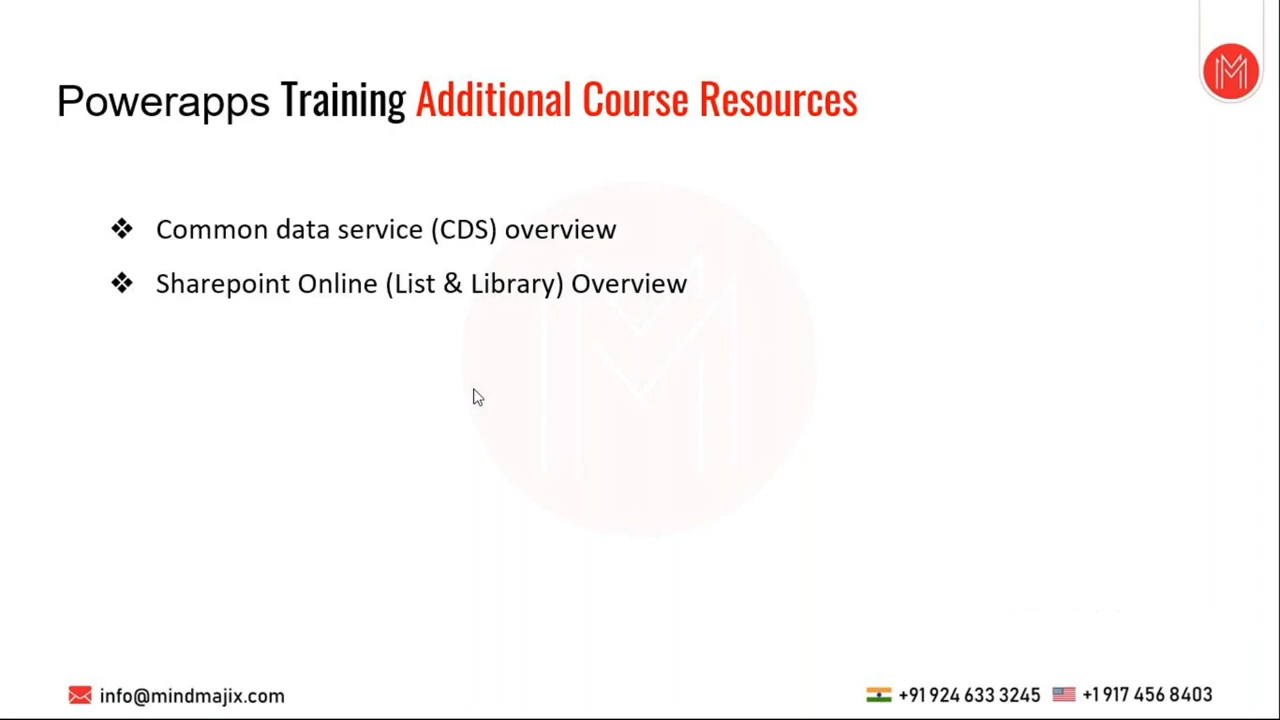 Powerapps Training Additional Course Resources
❖ Common data service (CDS) overview
❖ Sharepoint Online (List & Library) Overview
info@mindmajix.com
+91 924 633 3245 +1 917 456 8403